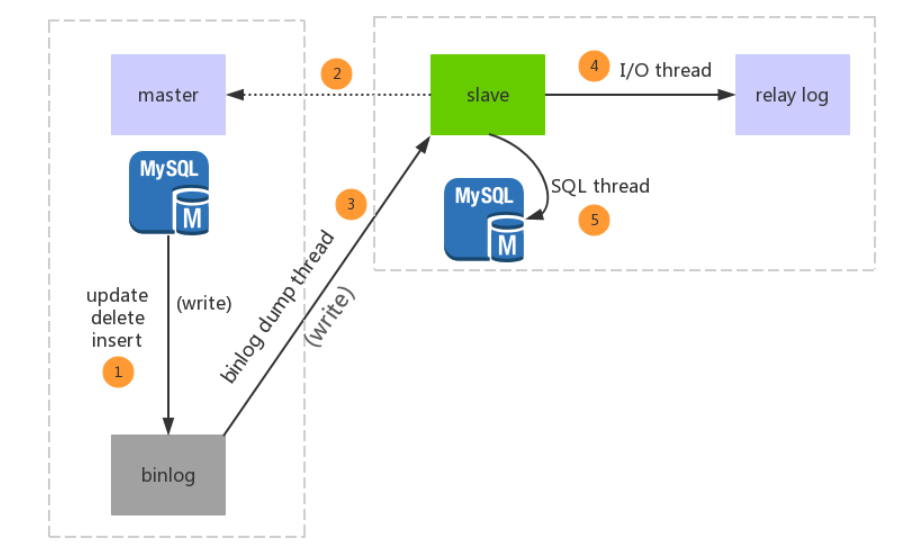 master
2
slave
4
I/O thread
relay log
MySQL
M
MySQL
M
SQL thread
5
3
binlog dump thread
(write)
update
delete
insert
(write)
1
binlog